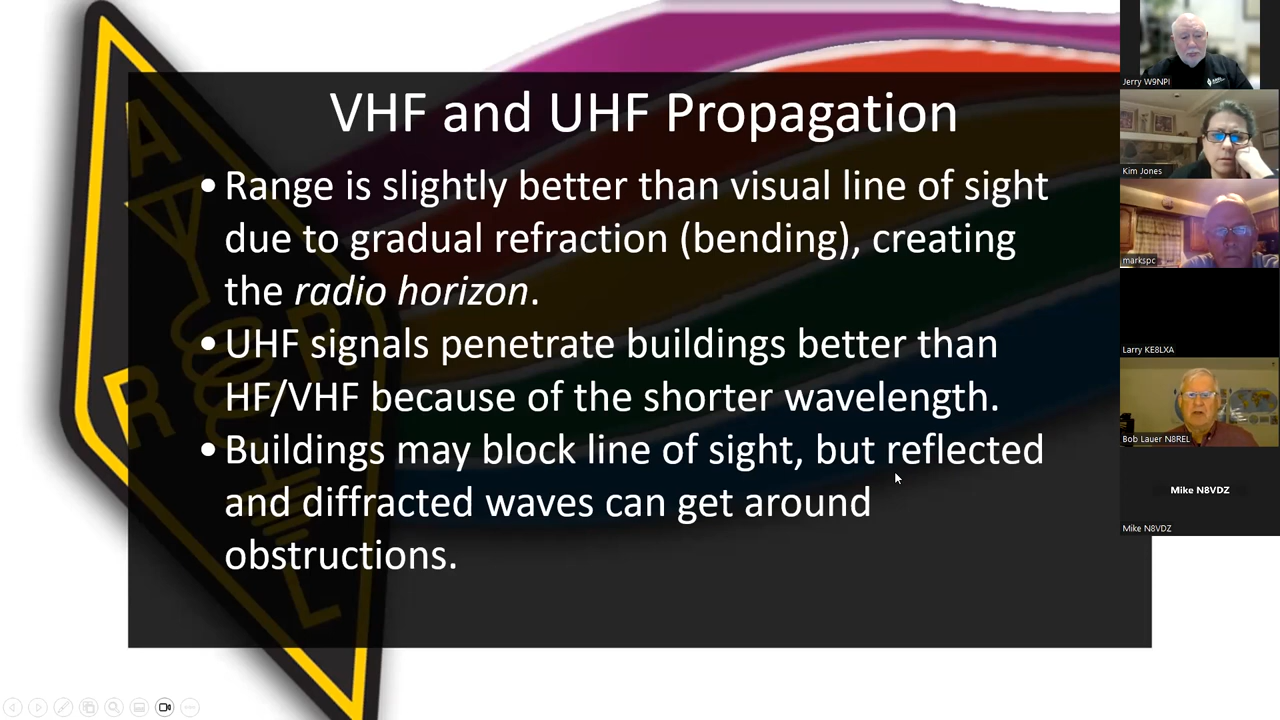 VHF and UHF Propagation
•Range is slightly better than visual line of sight
due to gradual refraction (bending), creating
the radio horizon.
•UHF signals penetrate buildings better than
HF/VHF because of the shorter wavelength.
•Buildings may block line of sight, but reflected
and diffracted waves can get around
obstructions.
A
R
R
L
Jerry W9NPI
Kim Jones
markspc
Larry KE8LXA
Bob Lauer N8REL
Mike N8VDZ
Mike N8VDZ